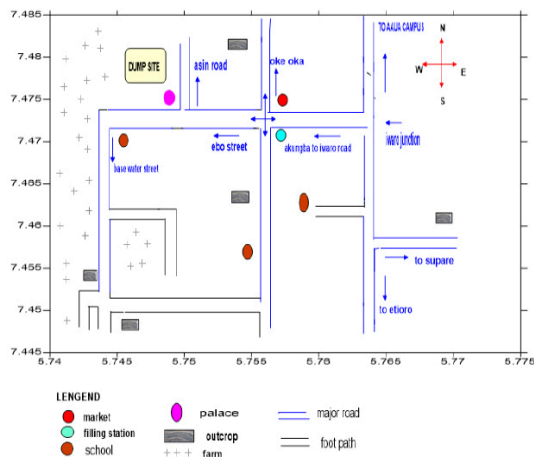 7.485
7.48
7.475
7.47
7.465
7.46
7.455
7.45
7.445
5.74
5.745
5.75
5.755
5.76
5.765
5.77
5.775
DUMP SITE
asin road
oke oka
TO AAUA CAMPUS
N
W
E
S
ebo street
akungba to iwaro road
iwaro junction
base water street
to supare
to etioro
LENGEND
market
filling station
school
palace
outcrop
farm
major road
foot path